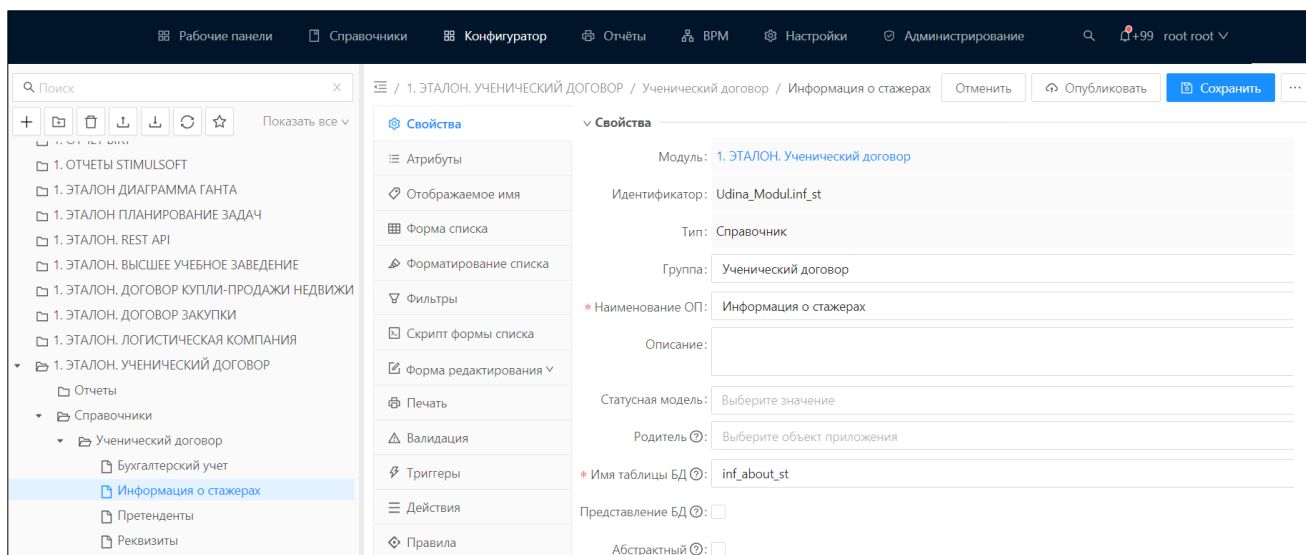 Рабочие панели Справочники Конфигуратор Отчёты BPM Настройки Администрирование +99 root root
Поиск
Показать все
1. ОТЧЕТЫ STIMULSOFT
1. ЭТАЛОН ДИАГРАММА ГАНТА
1. ЭТАЛОН ПЛАНИРОВАНИЕ ЗАДАЧ
1. ЭТАЛОН. REST API
1. ЭТАЛОН. ВЫСШЕЕ УЧЕБНОЕ ЗАВЕДЕНИЕ
1. ЭТАЛОН. ДОГОВОР КУПЛИ-ПРОДАЖИ НЕДВИЖИ
1. ЭТАЛОН. ДОГОВОР ЗАКУПКИ
1. ЭТАЛОН. ЛОГИСТИЧЕСКАЯ КОМПАНИЯ
1. ЭТАЛОН. УЧЕНИЧЕСКИЙ ДОГОВОР
Отчеты
Справочники
Ученический договор
Бухгалтерский учет
Информация о стажерах
Претенденты
Реквизиты
/ 1. ЭТАЛОН. УЧЕНИЧЕСКИЙ ДОГОВОР / Ученический договор / Информация о стажерах Отменить Опубликовать Сохранить ...
Свойства
Атрибуты
Отображаемое имя
Форма списка
Форматирование списка
Фильтры
Скрипт формы списка
Форма редактирования
Печать
Валидация
Триггеры
Действия
Правила
Свойства
Модуль: 1. ЭТАЛОН. Ученический договор
Идентификатор: Udina_Modul.inf_st
Тип: Справочник
Группа: Ученический договор
* Наименование ОП: Информация о стажерах
Описание:
Статусная модель: Выберите значение
Родитель ?: Выберите объект приложения
* Имя таблицы БД ?: inf_about_st
Представление БД ?:
Абстрактный ?: